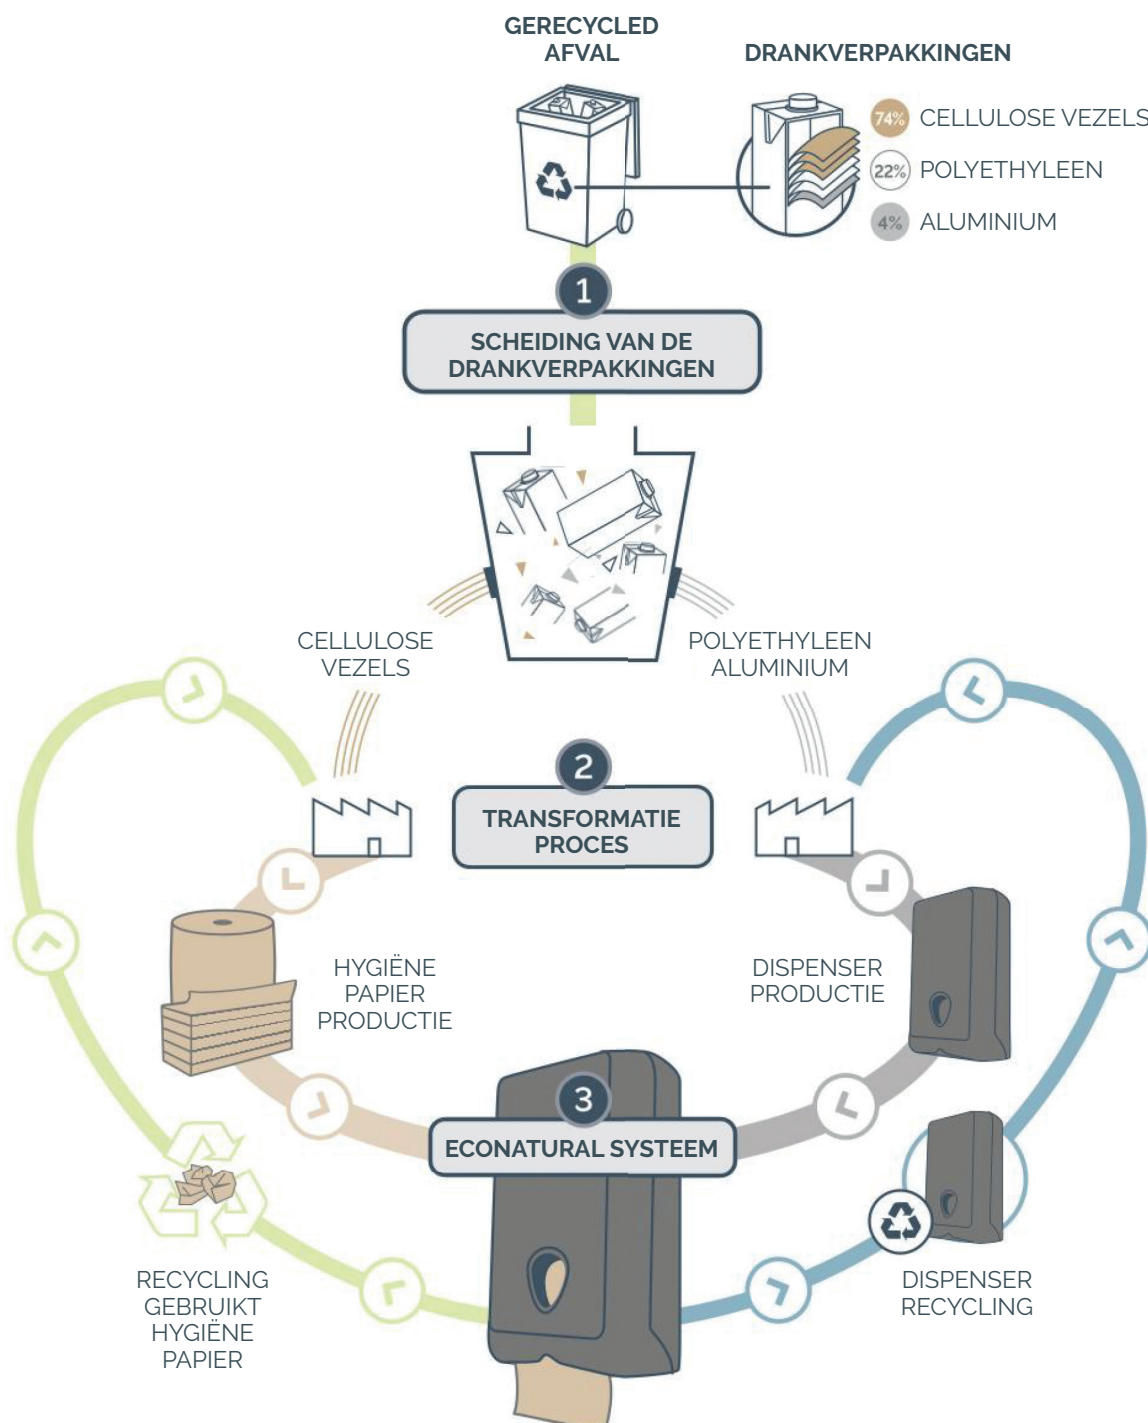 GERECYCLED
AFVAL
DRANKVERPAKKINGEN
74% CELLULOSE VEZELS
22% POLYETHYLEEN
4% ALUMINIUM
1
SCHEIDING VAN DE
DRANKVERPAKKINGEN
CELLULOSE
VEZELS
POLYETHYLEEN
ALUMINIUM
2
TRANSFORMATIE
PROCES
HYGIËNE
PAPIER
PRODUCTIE
DISPENSER
PRODUCTIE
3
ECONATURAL SYSTEEM
RECYCLING
GEBRUIKT
HYGIËNE
PAPIER
DISPENSER
RECYCLING